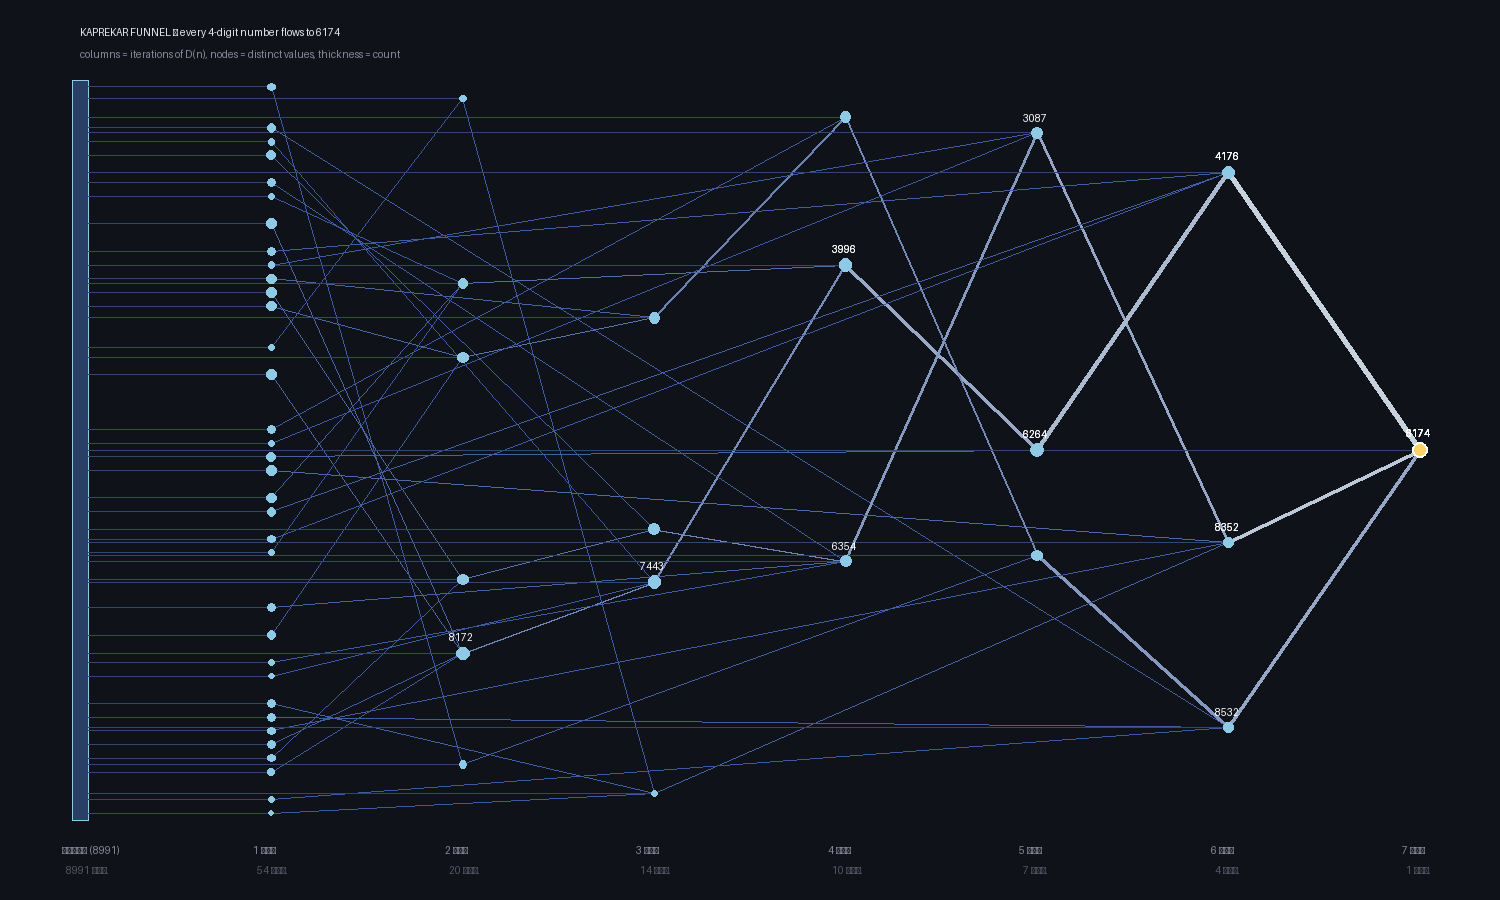 KAPREKAR FUNNEL every 4-digit number flows to 6174
columns = iterations of D(n), nodes = distinct values, thickness = count
3087
4176
3996
6174
6264
8352
6354
7443
8172
8532
(8991) 1 2 3 4 5 6 7
8991 54 20 14 10 7 4 1